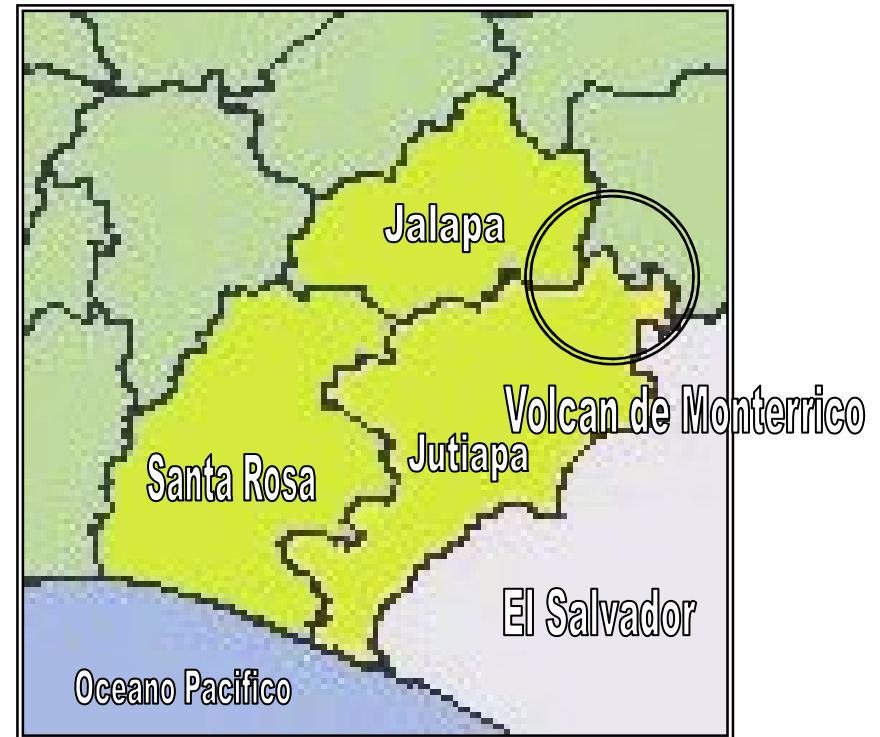 Jalapa
Volcan de Monterrico
Jutiapa
Santa Rosa
El Salvador
Oceano Pacifico